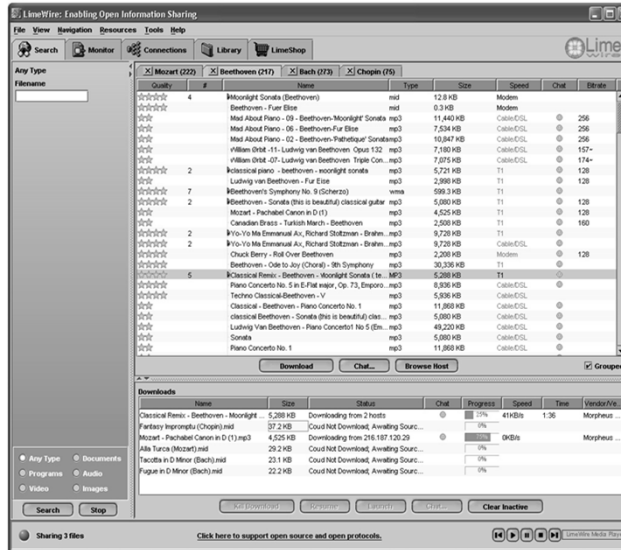 LimeWire: Enabling Open Information Sharing
File View Navigation Resources Tools Help
Search Monitor Connections Library LimeShop Lime
Any Type
Filename
Mozart (222) Beethoven (217) Bach (273) Chopin (75)
Quality # Name Type Size Speed Chat Bitrate
4 Moonlight Sonata (Beethoven) mid 12.8 KB Modem
Beethoven - Fuer Elise mid 0.3 KB Modem
Mad About Piano - 09 - Beethoven-'Moonlight' Sonata mp3 11,440 KB Cable/DSL 256
Mad About Piano - 06 - Beethoven-Fur Elise mp3 7,534 KB Cable/DSL 256
Mad About Piano - 02 - Beethoven-'Pathetique' Sonata mp3 10,847 KB Cable/DSL 256
-11- Ludwig van Beethoven Opus 132 mp3 7,180 KB Cable/DSL 157~
-07- Ludwig van Beethoven Triple Con... mp3 7,075 KB Cable/DSL 174~
2 classical piano - beethoven - moonlight sonata mp3 5,721 KB T1 128
Ludwig van Beethoven - Fur Eise mp3 2,898 KB T1 128
7 Beethoven's Symphony No. 9 (Scherzo) wma 599.3 KB T1
2 Beethoven - Sonata (this is beautiful) classical guitar mp3 5,080 KB T1 128
Mozart - Pachabel Canon in D (1) mp3 4,525 KB T1 128
Canadian Brass - Turkish March - Beethoven mp3 2,508 KB T1 160
2 Yo-Yo Ma Emmanual Ax, Richard Stoltzman - Brahm... mp3 9,728 KB T1
2 Yo-Yo Ma Emmanual Ax, Richard Stoltzman - Brahm... mp3 9,728 KB Cable/DSL
Chuck Berry - Roll Over Beethoven mp3 2,208 KB Modem 128
Beethoven - Ode to Joy (Choral) - 9th Symphony mp3 30,336 KB T1
5 Classical Remix - Beethoven - Moonlight Sonata ( te... MP3 5,288 KB T1
Piano Concerto No. 5 in E-Flat major, Op. 73, Emporo... mp3 8,936 KB Cable/DSL
Techno Classical-Beethoven - V mp3 5,936 KB Cable/DSL
Classical - Beethoven - Piano Concerto No. 1 mp3 11,868 KB Cable/DSL
classical Beethoven - Sonata (this is beautiful) clas... mp3 5,080 KB Cable/DSL
Ludwig Van Beethoven - Piano Concerto1 No 5 (Em... mp3 49,220 KB Cable/DSL
Sonata mp3 5,080 KB Cable/DSL
Piano Concerto No. 1 mp3 11,868 KB Cable/DSL
Download Chat... Browse Host Grouped
Downloads
Name Size Status Chat Progress Speed Time Vendor/Ve...
Classical Remix - Beethoven - Moonlight ... 5,288 KB Downloading from 2 hosts 25% 41KB/s 1:36 Morpheus ...
Fantasy Impromptu (Chopin).mid 37.2 KB Coud Not Download; Awaiting Sourc... 0%
Mozart - Pachabel Canon in D (1).mp3 4,525 KB Downloading from 216.187.120.29 0KB/s Morpheus ...
Alla Turca (Mozart).mid 29.2 KB Coud Not Download; Awaiting Sourc... 0%
Tacotta in D Minor (Bach).mid 23.1 KB Coud Not Download; Awaiting Sourc... 0%
Fugue in D Minor (Bach).mid 22.2 KB Coud Not Download; Awaiting Sourc... 0%
Any Type Documents
Programs Audio
Video Images
Search Stop
Kill Download Resume Launch Chat... Clear Inactive
Sharing 3 files Click here to support open source and open protocols. LimeWire Media Playe